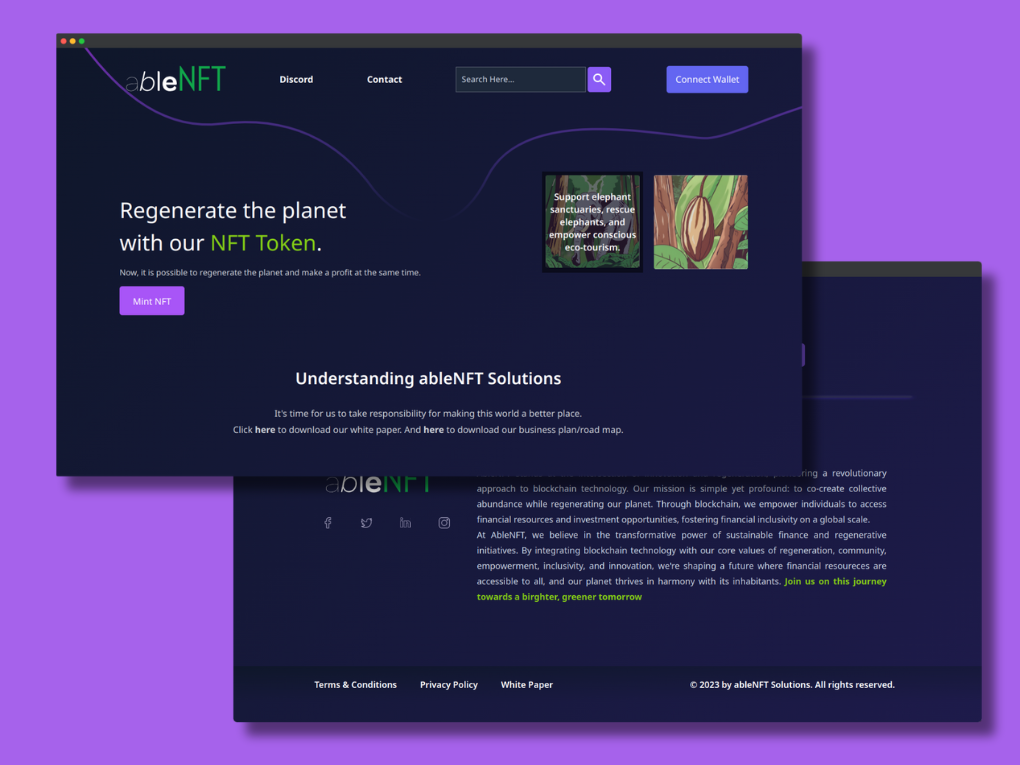 ableNFT
Discord
Contact
Search Here...
Connect Wallet
Regenerate the planet
with our NFT Token.
Now, it is possible to regenerate the planet and make a profit at the same time.
Mint NFT
Support elephant
sanctuaries, rescue
elephants, and
empower conscious
eco-tourism.
Understanding ableNFT Solutions
It's time for us to take responsibility for making this world a better place.
Click here to download our white paper. And here to download our business plan/road map.
ableNFT
a revolutionary
approach to blockchain technology. Our mission is simple yet profound: to co-create collective
abundance while regenerating our planet. Through blockchain, we empower individuals to access
financial resources and investment opportunities, fostering financial inclusivity on a global scale.
At AbleNFT, we believe in the transformative power of sustainable finance and regenerative
initiatives. By integrating blockchain technology with our core values of regeneration, community,
empowerment, inclusivity, and innovation, we're shaping a future where financial resoureces are
accessible to all, and our planet thrives in harmony with its inhabitants. Join us on this journey
towards a birghter, greener tomorrow
Terms & Conditions
Privacy Policy
White Paper
© 2023 by ableNFT Solutions. All rights reserved.